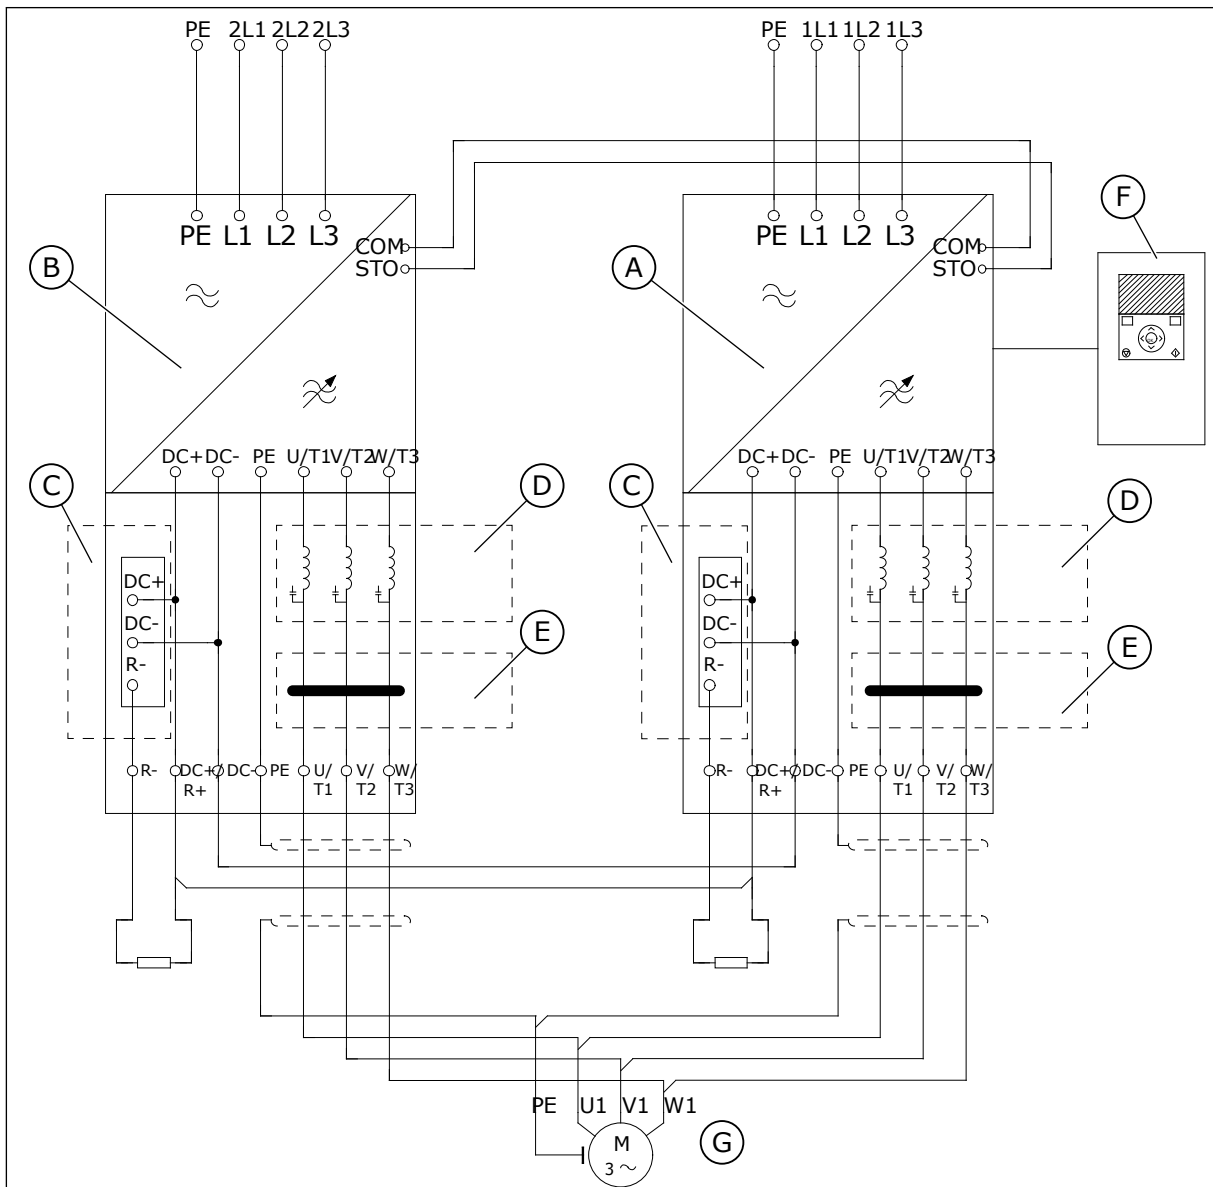 PE 2L1 2L2 2L3
PE 1L1 1L2 1L3
PE L1 L2 L3
COM
STO
PE L1 L2 L3
COM
STO
F
B
A
DC+ DC- PE U/T1 V/T2 W/T3
DC+ DC- PE U/T1 V/T2 W/T3
C
D
C
D
DC+
DC-
R-
DC+
DC-
R-
E
E
R- DC+/ DC- PE U/ V/ W/
R+ T1 T2 T3
R- DC+/ DC- PE U/ V/ W/
R+ T1 T2 T3
PE U1 V1 W1
M
3 ~
G